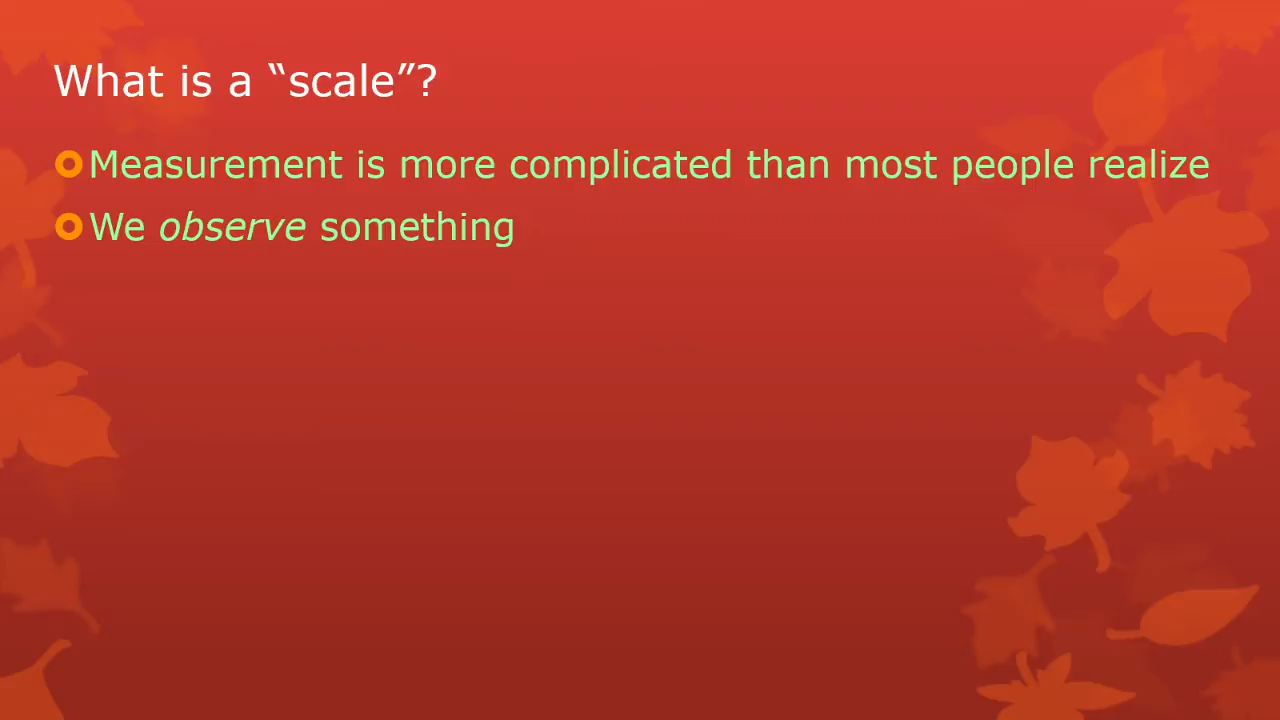 What is a “scale”?
Measurement is more complicated than most people realize
We observe something